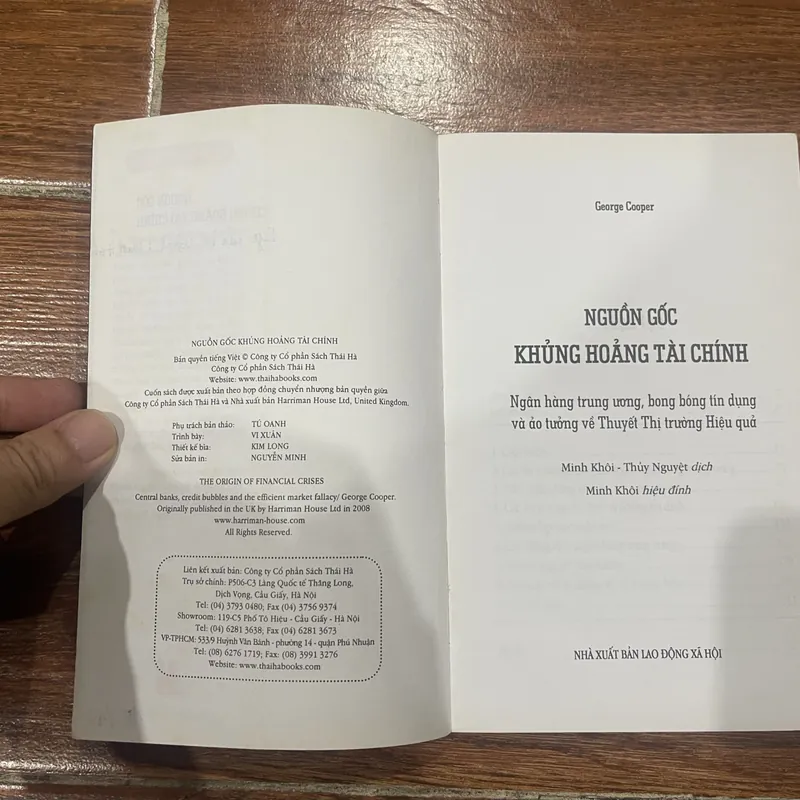 NGUỒN GỐC KHỦNG HOẢNG TÀI CHÍNH
Bản quyền tiếng Việt © Công ty Cổ phần Sách Thái Hà
Công ty Cổ phần Sách Thái Hà
Website: www.thaihabooks.com
Cuốn sách được xuất bản theo hợp đồng chuyển nhượng bản quyền giữa
Công ty Cổ phần Sách Thái Hà và Nhà xuất bản Harriman House Ltd, United Kingdom.
Phụ trách bản thảo: TÚ OANH
Trình bày: VI XUÂN
Thiết kế bìa: KIM LONG
Sửa bản in: NGUYỄN MINH
THE ORIGIN OF FINANCIAL CRISES
Central banks, credit bubbles and the efficient market fallacy/ George Cooper.
Originally published in the UK by Harriman House Ltd in 2008
www.harriman-house.com
All Rights Reserved.
Liên kết xuất bản: Công ty Cổ phần Sách Thái Hà
Trụ sở chính: P506-C3 Làng Quốc tế Thăng Long,
Dịch Vọng, Cầu Giấy, Hà Nội
Tel: (04) 3793 0480; Fax (04) 3756 9374
Showroom: 119-C5 Phố Tô Hiệu - Cầu Giấy - Hà Nội
Tel: (04) 6281 3638; Fax: (04) 6281 3673
VP-TPHCM: 533/9 Huỳnh Văn Bánh - phường 14 - quận Phú Nhuận
Tel: (08) 6276 1719; Fax: (08) 3991 3276
Website: www.thaihabooks.com
George Cooper
NGUỒN GỐC
KHỦNG HOẢNG TÀI CHÍNH
Ngân hàng trung ương, bong bóng tín dụng
và ảo tưởng về Thuyết Thị trường Hiệu quả
Minh Khôi - Thủy Nguyệt dịch
Minh Khôi hiệu đính
NHÀ XUẤT BẢN LAO ĐỘNG XÃ HỘI